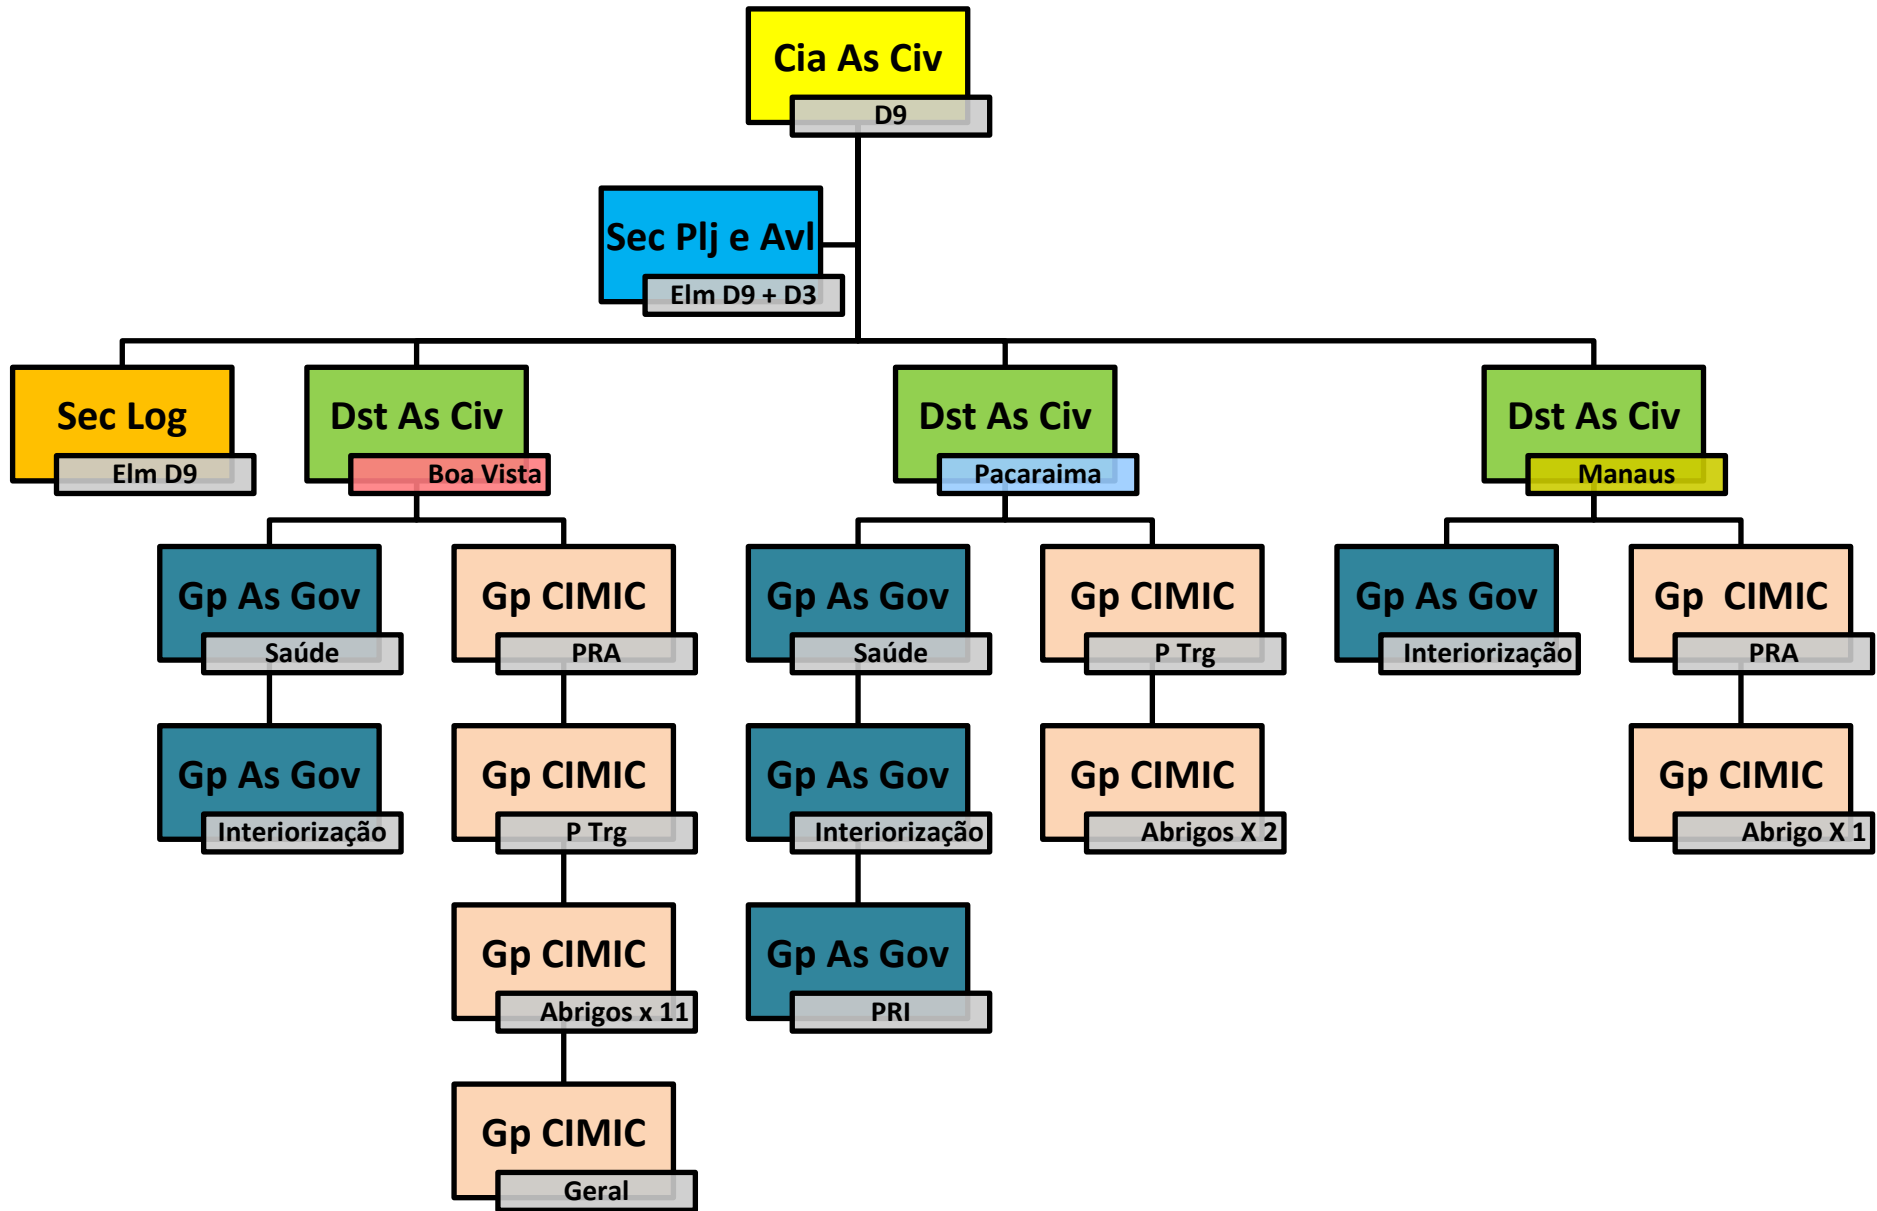 Cia As Civ
D9
Sec Plj e Avl
Elm D9 + D3
Sec Log
Elm D9
Dst As Civ
Boa Vista
Dst As Civ
Pacaraima
Dst As Civ
Manaus
Gp As Gov
Saúde
Gp CIMIC
PRA
Gp As Gov
Saúde
Gp CIMIC
P Trg
Gp As Gov
Interiorização
Gp CIMIC
PRA
Gp As Gov
Interiorização
Gp CIMIC
P Trg
Gp As Gov
Interiorização
Gp CIMIC
Abrigos X 2
Gp CIMIC
Abrigo X 1
Gp CIMIC
Abrigos x 11
Gp As Gov
PRI
Gp CIMIC
Geral